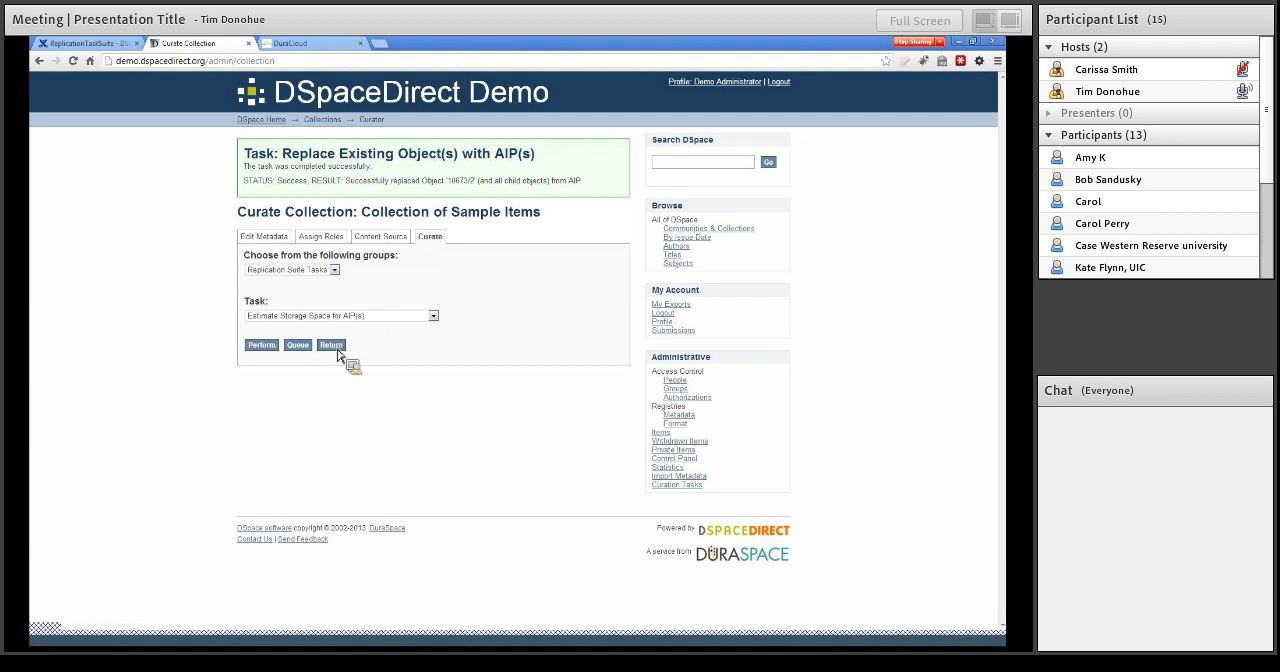 Meeting | Presentation Title - Tim Donohue
Full Screen
ReplicationTaskSuite - DS
Curate Collection
DuraCloud
Stop Sharing
demo.dspacedirect.org/admin/collection
DSpaceDirect Demo
Profile: Demo Administrator | Logout
DSpace Home → Collections → Curator
Task: Replace Existing Object(s) with AIP(s)
The task was completed successfully.
STATUS: Success, RESULT: Successfully replaced Object '10673/2' (and all child objects) from AIP
Curate Collection: Collection of Sample Items
Edit Metadata
Assign Roles
Content Source
Curate
Choose from the following groups:
Replication Suite Tasks
Task:
Estimate Storage Space for AIP(s)
Perform
Queue
Return
Search DSpace
Go
Browse
All of DSpace
Communities & Collections
By Issue Date
Authors
Titles
Subjects
My Account
My Exports
Logout
Profile
Submissions
Administrative
Access Control
People
Groups
Authorizations
Registries
Metadata
Format
Items
Withdrawn Items
Private Items
Control Panel
Statistics
Import Metadata
Curation Tasks
DSpace software copyright © 2002-2013 DuraSpace
Contact Us | Send Feedback
Powered by DSPACEDIRECT
A service from DURASPACE
Participant List (15)
Hosts (2)
Carissa Smith
Tim Donohue
Presenters (0)
Participants (13)
Amy K
Bob Sandusky
Carol
Carol Perry
Case Western Reserve university
Kate Flynn, UIC
Chat (Everyone)